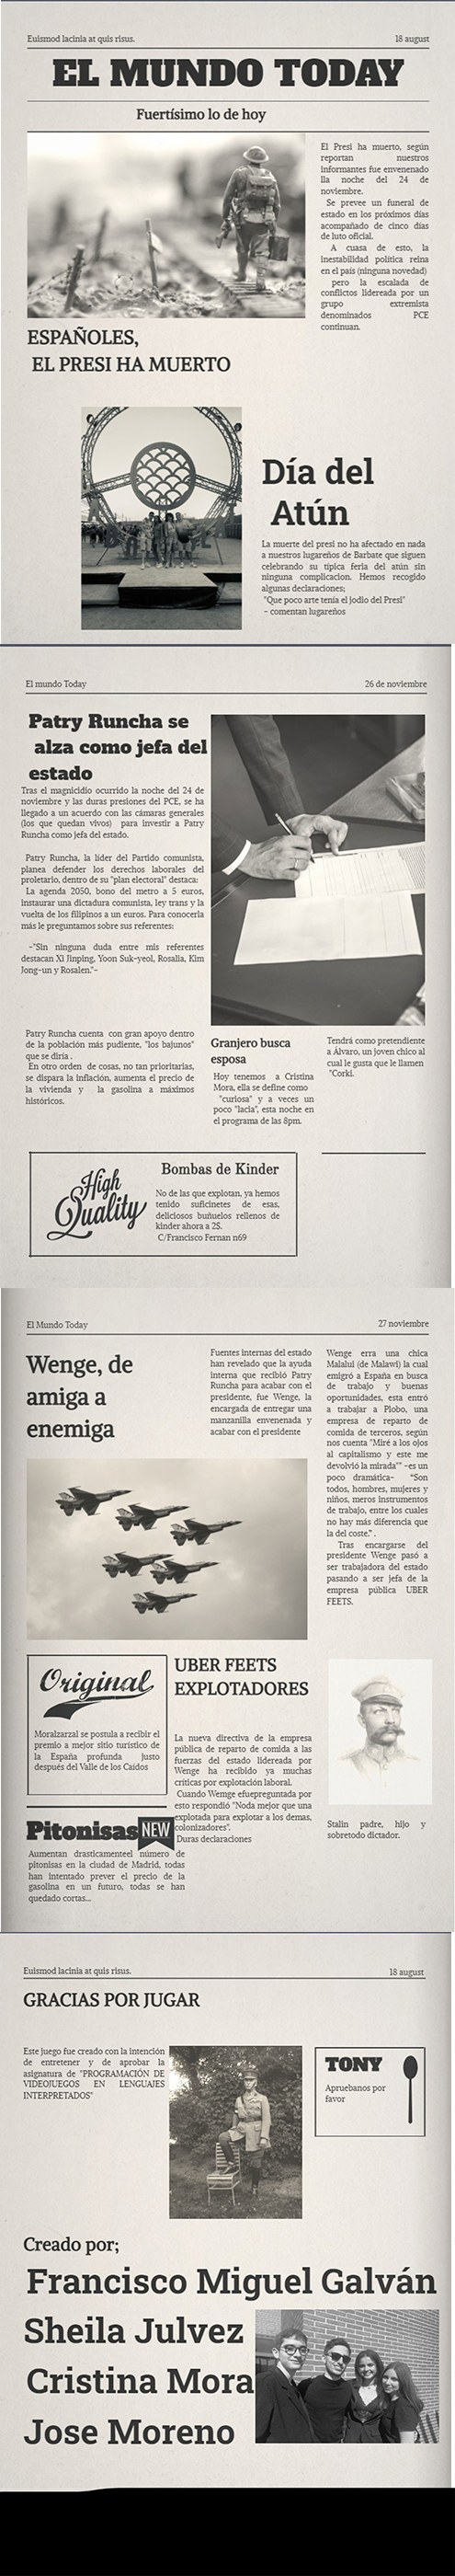 Euismod lacinia at quis risus.
18 august
EL MUNDO TODAY
Fuertísimo lo de hoy
El Presi ha muerto, según
reportan nuestros
informantes fue envenenado
lla noche del 24 de
noviembre.
Se prevee un funeral de
estado en los próximos días
acompañado de cinco días
de luto oficial.
A cuasa de esto, la
inestabilidad política reina
en el país (ninguna novedad)
pero la escalada de
conflictos lidereada por un
grupo extremista
denominados PCE
continuan.
ESPAÑOLES,
EL PRESI HA MUERTO
Día del
Atún
La muerte del presi no ha afectado en nada
a nuestros lugareños de Barbate que siguen
celebrando su típica feria del atún sin
ninguna complicacion. Hemos recogido
algunas declaraciones;
"Que poco arte tenía el jodio del Presi"
- comentan lugareños
El mundo Today
26 de noviembre
Patry Runcha se
alza como jefa del
estado
Tras el magnicidio ocurrido la noche del 24 de
noviembre y las duras presiones del PCE, se ha
llegado a un acuerdo con las cámaras generales
(los que quedan vivos) para investir a Patry
Runcha como jefa del estado.
Patry Runcha, la líder del Partido comunista,
planea defender los derechos laborales del
proletario, dentro de su "plan electoral" destaca:
La agenda 2050, bono del metro a 5 euros,
instaurar una dictadura comunista, ley trans y la
vuelta de los filipinos a un euros. Para conocerla
más le preguntamos sobre sus referentes:
-"Sin ninguna duda entre mis referentes
destacan Xi Jinping, Yoon Suk-yeol, Rosalia, Kim
Jong-un y Rosalen."-
Patry Runcha cuenta con gran apoyo dentro
de la población más pudiente, "los bajunos"
que se diría .
En otro orden de cosas, no tan prioritarias,
se dispara la inflación, aumenta el precio de
la vivienda y la gasolina a máximos
históricos.
Granjero busca
esposa
Hoy tenemos a Cristina
Mora, ella se define como
"curiosa" y a veces un
poco "lacia", esta noche en
el programa de las 8pm.
Tendrá como pretendiente
a Álvaro, un joven chico al
cual le gusta que le llamen
"Corki.
High
Quality
Bombas de Kinder
No de las que explotan, ya hemos
tenido suficinetes de esas,
deliciosos buñuelos rellenos de
kinder ahora a 2$.
C/Francisco Fernan n69
El Mundo Today
27 noviembre
Wenge, de
amiga a
enemiga
Fuentes internas del estado
han revelado que la ayuda
interna que recibió Patry
Runcha para acabar con el
presidente, fue Wenge, la
encargada de entregar una
manzanilla envenenada y
acabar con el presidente
Wenge erra una chica
Malalui (de Malawi) la cual
emigró a España en busca
de trabajo y buenas
oportunidades, esta entró
a trabajar a Plobo, una
empresa de reparto de
comida de terceros, según
nos cuenta "Miré a los ojos
al capitalismo y este me
devolvió la mirada"" -es un
poco dramática- "Son
todos, hombres, mujeres y
niños, meros instrumentos
de trabajo, entre los cuales
no hay más diferencia que
la del coste." .
Tras encargarse del
presidente Wenge pasó a
ser trabajadora del estado
pasando a ser jefa de la
empresa pública UBER
FEETS.
Original
Moralzarzal se postula a recibir el
premio a mejor sitio turístico de
la España profunda justo
después del Valle de los Caídos
UBER FEETS
EXPLOTADORES
La nueva directiva de la empresa
pública de reparto de comida a las
fuerzas del estado lidereada por
Wenge ha recibido ya muchas
críticas por explotación laboral.
Cuando Wemge efuepreguntada por
esto respondió "Noda mejor que una
explotada para explotar a los demas,
colonizadores".
Duras declaraciones
Stalin padre, hijo y
sobretodo dictador.
Pitonisas
NEW
Aumentan drasticamenteel número de
pitonisas en la ciudad de Madrid, todas
han intentado prever el precio de la
gasolina en un futuro, todas se han
quedado cortas...
Euismod lacinia at quis risus.
18 august
GRACIAS POR JUGAR
Este juego fue creado con la intención
de entretener y de aprobar la
asignatura de "PROGRAMACIÓN DE
VIDEOJUEGOS EN LENGUAJES
INTERPRETADOS"
TONY
Apruebanos por
favor
Creado por;
Francisco Miguel Galván
Sheila Julvez
Cristina Mora
Jose Moreno